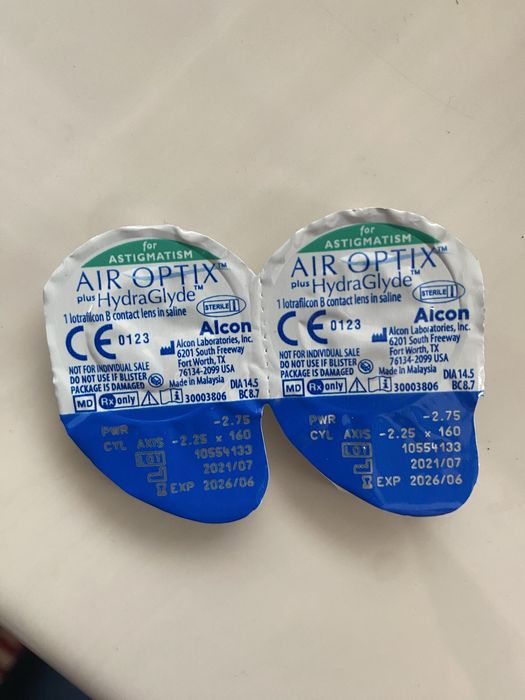 for
ASTIGMATISM
AIR OPTIX™
plus HydraGlyde™
STERILE
1 lotrafilcon B contact lens in saline
CE 0123
Alcon
Alcon Laboratories, Inc.
6201 South Freeway
Fort Worth, TX
76134-2099 USA
Made in Malaysia
NOT FOR INDIVIDUAL SALE
DO NOT USE IF BLISTER
PACKAGE IS DAMAGED
DIA 14.5
BC 8.7
MD Rx only 30003806
PWR -2.75
CYL AXIS -2.25 x 160
LOT 10554133
2021/07
EXP 2026/06
for
ASTIGMATISM
AIR OPTIX™
plus HydraGlyde™
STERILE
1 lotrafilcon B contact lens in saline
CE 0123
Alcon
Alcon Laboratories, Inc.
6201 South Freeway
Fort Worth, TX
76134-2099 USA
Made in Malaysia
NOT FOR INDIVIDUAL SALE
DO NOT USE IF BLISTER
PACKAGE IS DAMAGED
DIA 14.5
BC 8.7
MD Rx only 30003806
PWR -2.75
CYL AXIS -2.25 x 160
LOT 10554133
2021/07
EXP 2026/06